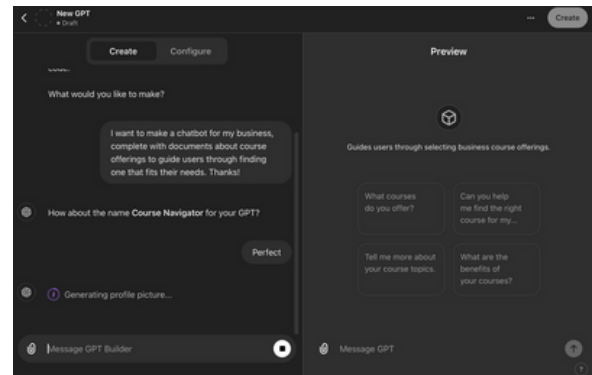 New GPT
• Draft
Create
Create
Configure
What would you like to make?
I want to make a chatbot for my business,
complete with documents about course
offerings to guide users through finding
one that fits their needs. Thanks!
How about the name Course Navigator for your GPT?
Perfect
Generating profile picture...
Message GPT Builder
Preview
Guides users through selecting business course offerings.
What courses
do you offer?
Can you help
me find the right
course for my...
Tell me more about
your course topics.
What are the
benefits of
your courses?
Message GPT
?